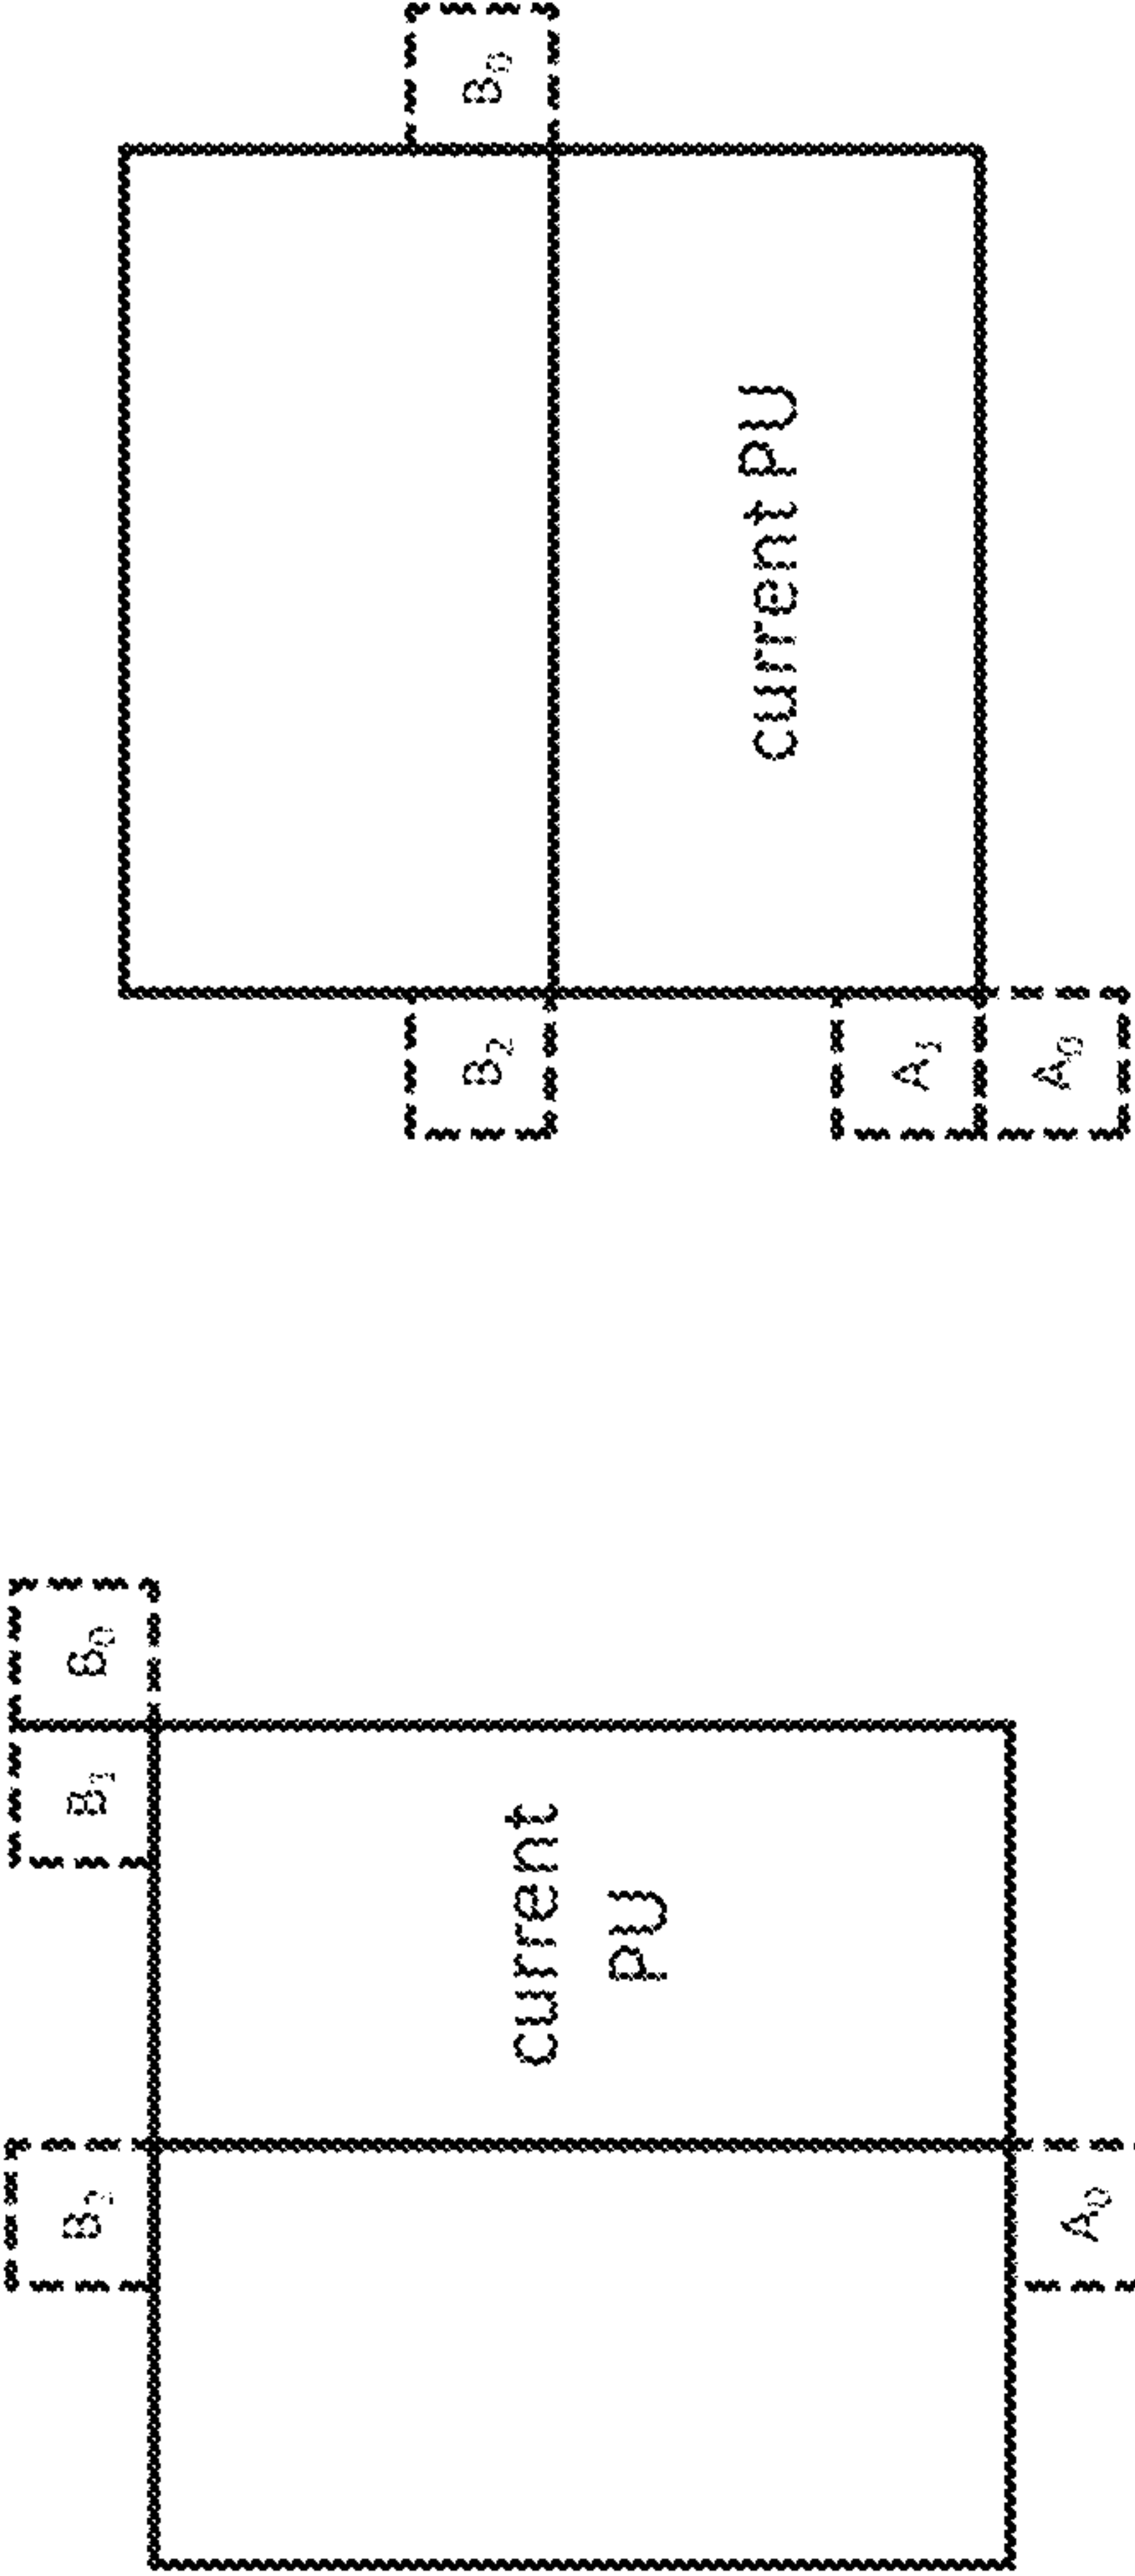 B₂
B₁ B₀
current
PU
A₀
B₂
B₀
current PU
A₁
A₀